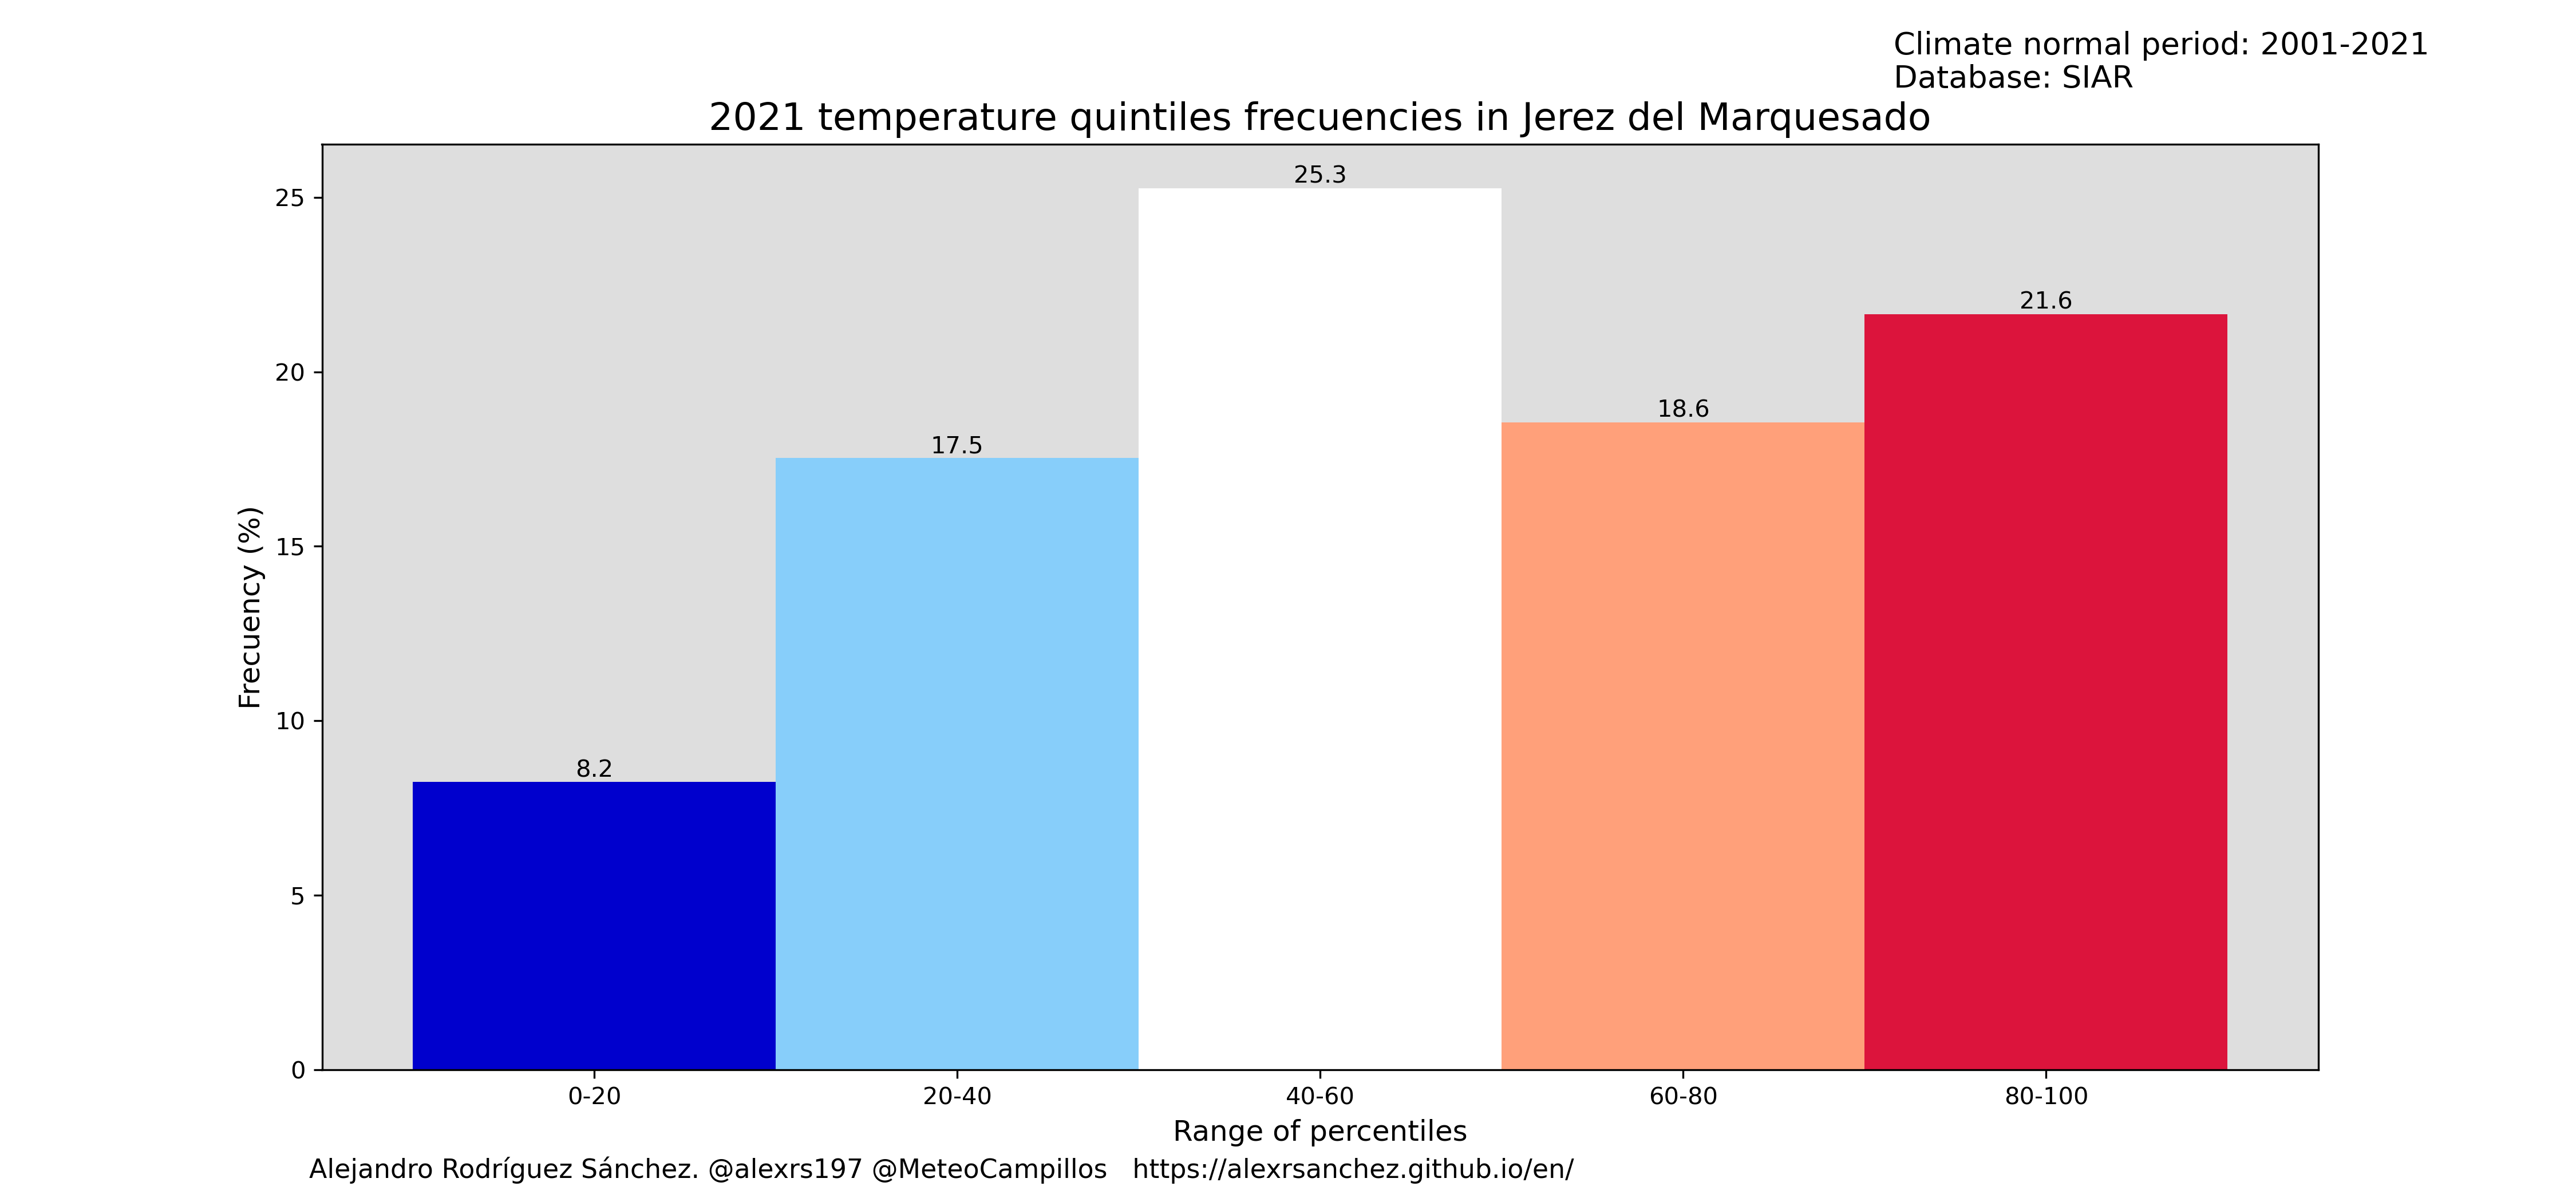 Climate normal period: 2001-2021
Database: SIAR
2021 temperature quintiles frecuencies in Jerez del Marquesado
25.3
25
21.6
20
18.6
17.5
Frecuency (%)
15
10
8.2
5
0
0-20 20-40 40-60 60-80 80-100
Range of percentiles
Alejandro Rodríguez Sánchez. @alexrs197 @MeteoCampillos https://alexrsanchez.github.io/en/